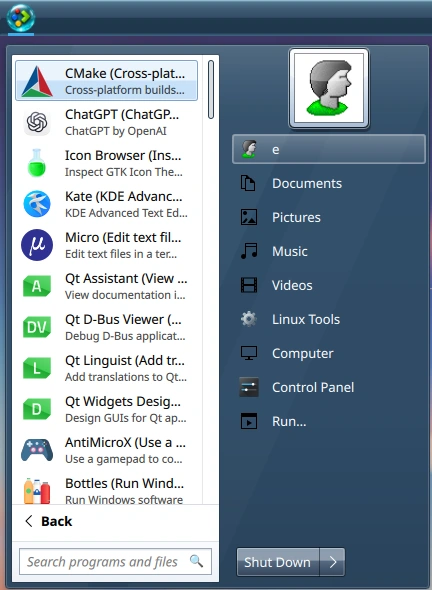 CMake (Cross-plat...
Cross-platform builds...
ChatGPT (ChatGP...
ChatGPT by OpenAI
Icon Browser (Ins...
Inspect GTK Icon The...
Kate (KDE Advanc...
KDE Advanced Text Ed...
μ
Micro (Edit text fil...
Edit text files in a ter...
A
Qt Assistant (View ...
View documentation i...
DV
Qt D-Bus Viewer (...
Debug D-Bus applicat...
L
Qt Linguist (Add tr...
Add translations to Qt...
D
Qt Widgets Desig...
Design GUIs for Qt ap...
AntiMicroX (Use a ...
Use a gamepad to co...
Bottles (Run Wind...
Run Windows software
Back
Search programs and files
e
Documents
Pictures
Music
Videos
Linux Tools
Computer
Control Panel
Run...
Shut Down